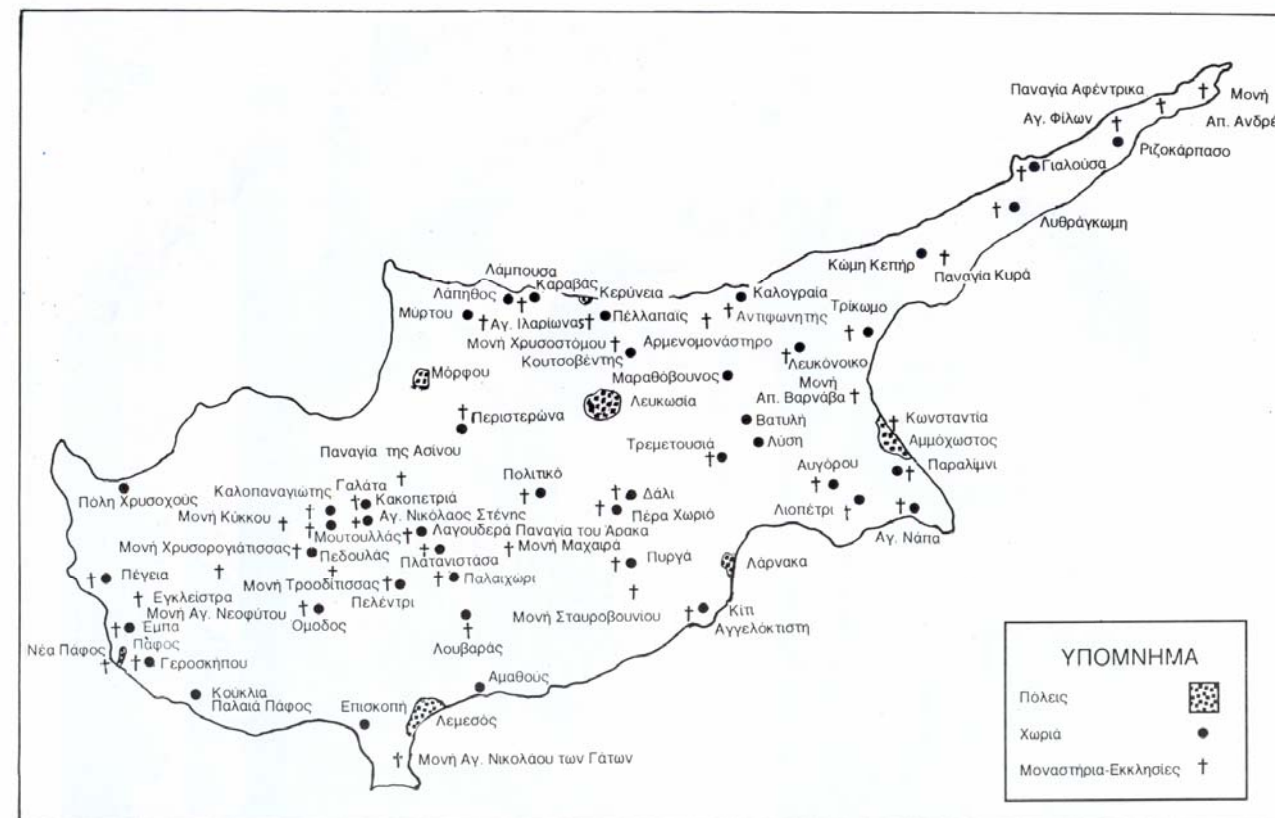 Παναγία Αφέντρικα
Μονή
Αγ. Φίλων
Απ. Ανδρέ
Ριζοκάρπασο
Γιαλούσα
Λυθράγκωμη
Κώμη Κεπήρ
Παναγία Κυρά
Λάμπουσα
Καραβάς
Λάπηθος
Κερύνεια
Καλογραία
Τρίκωμο
Μύρτου
Αγ. Ιλαρίωνας
Πέλλαπαϊς
Αντιφωνητης
Μονή Χρυσοστόμου
Αρμενομονάστηρο
Κουτσοβέντης
Λευκόνοικο
Μαραθόβουνος
Μονή
Απ. Βαρνάβα
Μόρφου
Λευκωσία
Περιστερώνα
Βατυλή
Κωνσταντία
Αμμόχωστος
Λύση
Τρεμετουσιά
Παναγία της Ασίνου
Παραλίμνι
Αυγόρου
Πολιτικό
Γαλάτα
Καλοπαναγιώτης
Πόλη Χρυσοχούς
Κακοπετριά
Δάλι
Λιοπέτρι
Πέρα Χωριό
Μονή Κύκκου
Αγ. Νικόλαος Στένης
Αγ. Νάπα
Μουτουλλάς
Λαγουδερά Παναγία του Άρακα
Μονή Χρυσορογιάτισσας
Πεδουλάς
Πλατανιστάσα
Μονή Μαχαιρά
Πυργά
Λάρνακα
Πέγεια
Μονή Τροοδίτισσας
Παλαιχώρι
Πελέντρι
Εγκλείστρα
Μονή Αγ. Νεοφύτου
Ομοδος
Μονή Σταυροβουνίου
Κίτι
Αγγελόκτιστη
Εμπα
Πάφος
Λουβαράς
Νέα Πάφος
Γεροσκήπου
Αμαθούς
Κούκλια
Παλαιά Πάφος
Επισκοπή
Λεμεσός
Μονή Αγ. Νικολάου των Γάτων
ΥΠΟΜΝΗΜΑ
Πόλεις
Χωριά
Μοναστήρια-Εκκλησίες